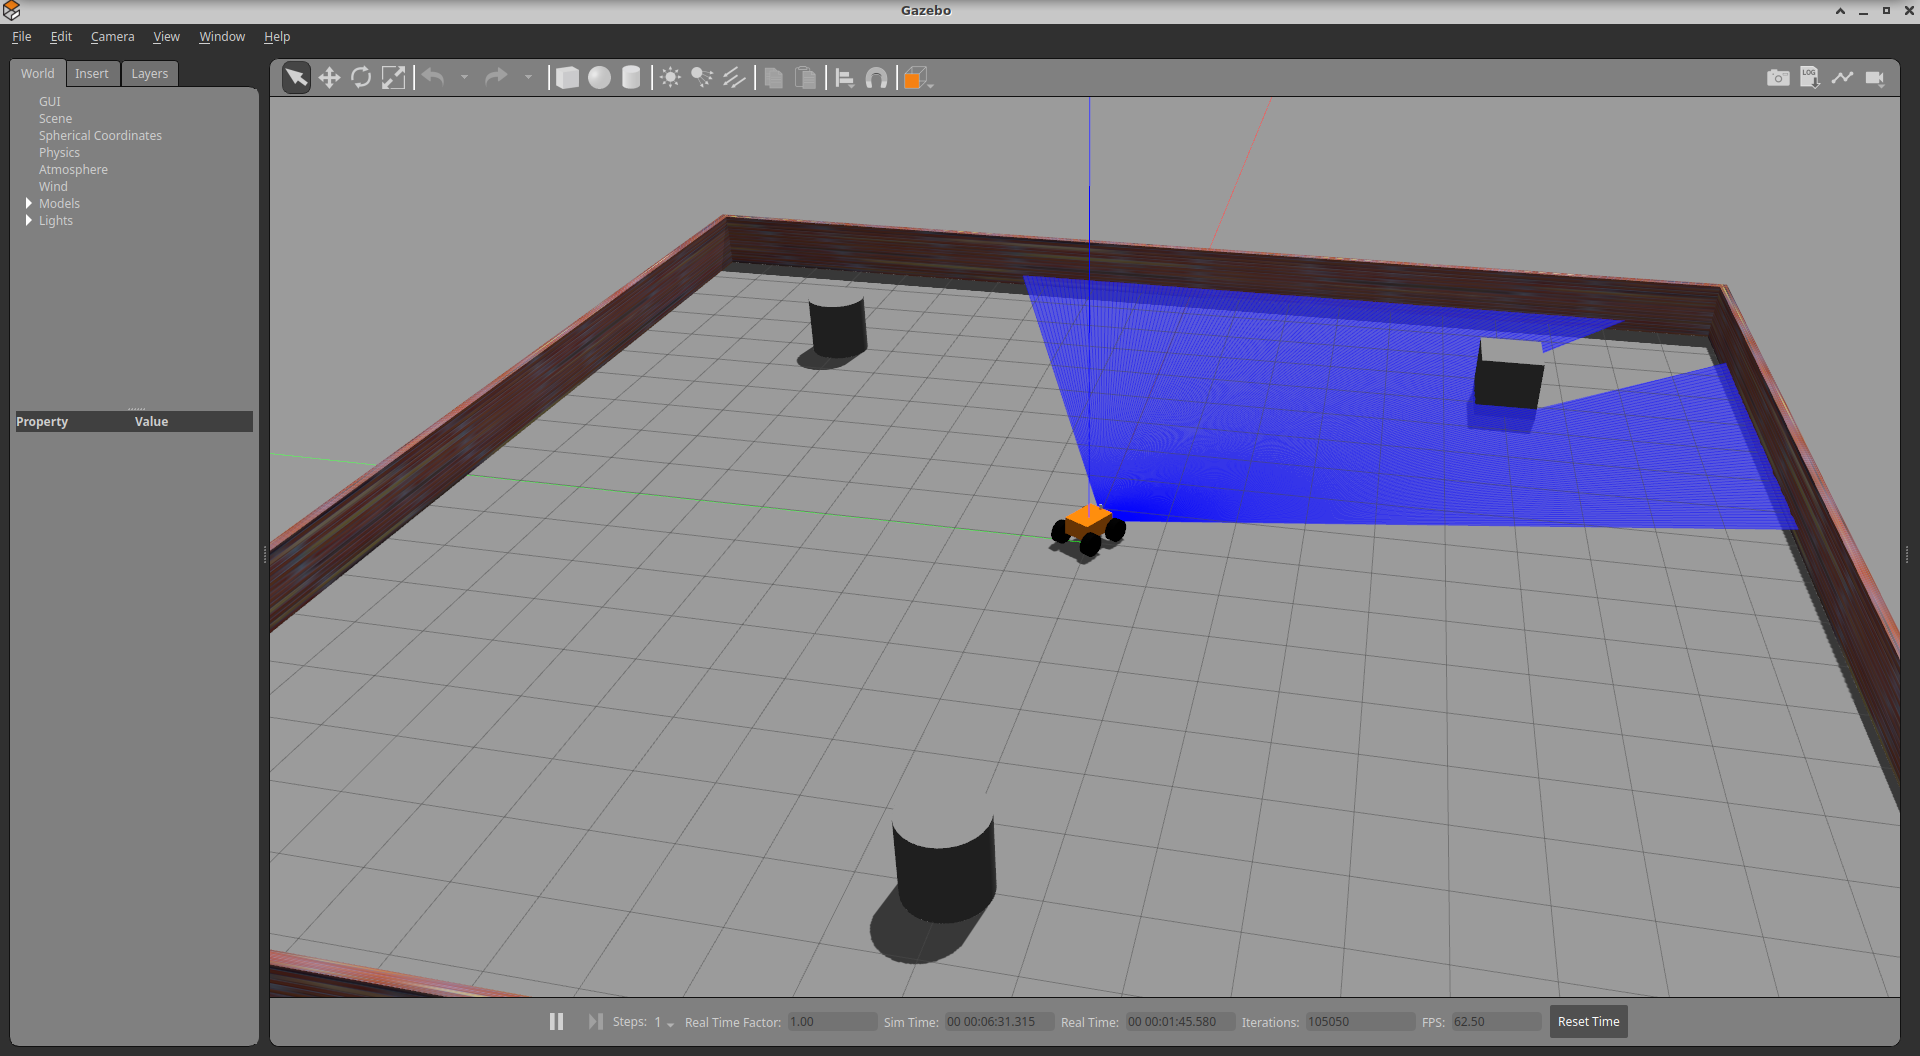 Gazebo
File Edit Camera View Window Help
World Insert Layers
LOG
GUI
Scene
Spherical Coordinates
Physics
Atmosphere
Wind
Models
Lights
Property Value
Steps: 1 Real Time Factor: 1.00 Sim Time: 00 00:06:31.315 Real Time: 00 00:01:45.580 Iterations: 105050 FPS: 62.50 Reset Time